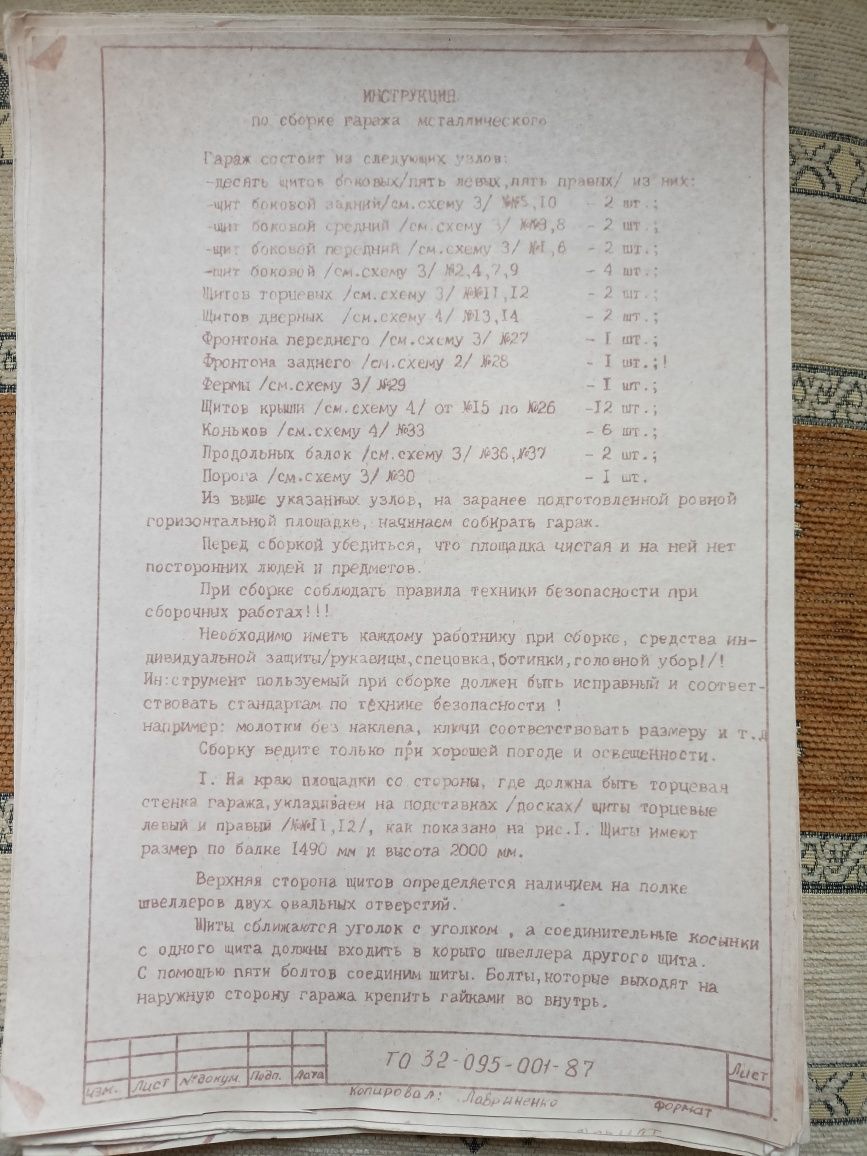 ИНСТРУКЦИЯ
по сборке гаража металлического
Гараж состоит из следующих узлов:
-десять щитов боковых/пять левых,пять правых/ из них:
-щит боковой задний/см.схему 3/ №№5,10 - 2 шт.;
-щит боковой средний /см.схему 3/ №№3,8 - 2 шт.;
-щит боковой передний /см.схему 3/ №1,6 - 2 шт.;
-щит боковой /см.схему 3/ №2,4,7,9 - 4 шт.;
Щитов торцевых /см.схему 3/ №№11,12 - 2 шт.;
Щитов дверных /см.схему 4/ №13,14 - 2 шт.;
Фронтона переднего /см.схему 3/ №27 - I шт.;
Фронтона заднего /см.схему 2/ №28 - I шт.;!
Фермы /см.схему 3/ №29 - I шт.;
Щитов крыши /см.схему 4/ от №15 по №26 -12 шт.;
Коньков /см.схему 4/ №33 - 6 шт.;
Продольных балок /см.схему 3/ №36,№37 - 2 шт.;
Порога /см.схему 3/ №30 - I шт.
Из выше указанных узлов, на заранее подготовленной ровной
горизонтальной площадке, начинаем собирать гараж.
Перед сборкой убедиться, что площадка чистая и на ней нет
посторонних людей и предметов.
При сборке соблюдать правила техники безопасности при
сборочных работах!!!
Необходимо иметь каждому работнику при сборке, средства ин-
дивидуальной защиты/рукавицы,спецовка,ботинки,головной убор!/!
Ин:струмент пользуемый при сборке должен быть исправный и соответ-
ствовать стандартам по технике безопасности !
например: молотки без наклепа, ключи соответствовать размеру и т.д
Сборку ведите только при хорошей погоде и освещенности.
I. На краю площадки со стороны, где должна быть торцевая
стенка гаража,укладываем на подставках /досках/ щиты торцевые
левый и правый /№№11,12/, как показано на рис.I. Щиты имеют
размер по балке 1490 мм и высота 2000 мм.
Верхняя сторона щитов определяется наличием на полке
швеллеров двух овальных отверстий.
Щиты сближаются уголок с уголком , а соединительные косынки
с одного щита должны входить в корыто швеллера другого щита.
С помощью пяти болтов соединим щиты. Болты,которые выходят на
наружную сторону гаража крепить гайками во внутрь.
ТО 32-095-001-87
Лист
изм. Лист №докум. Подп. Дата
Копировал: Лавриненко формат